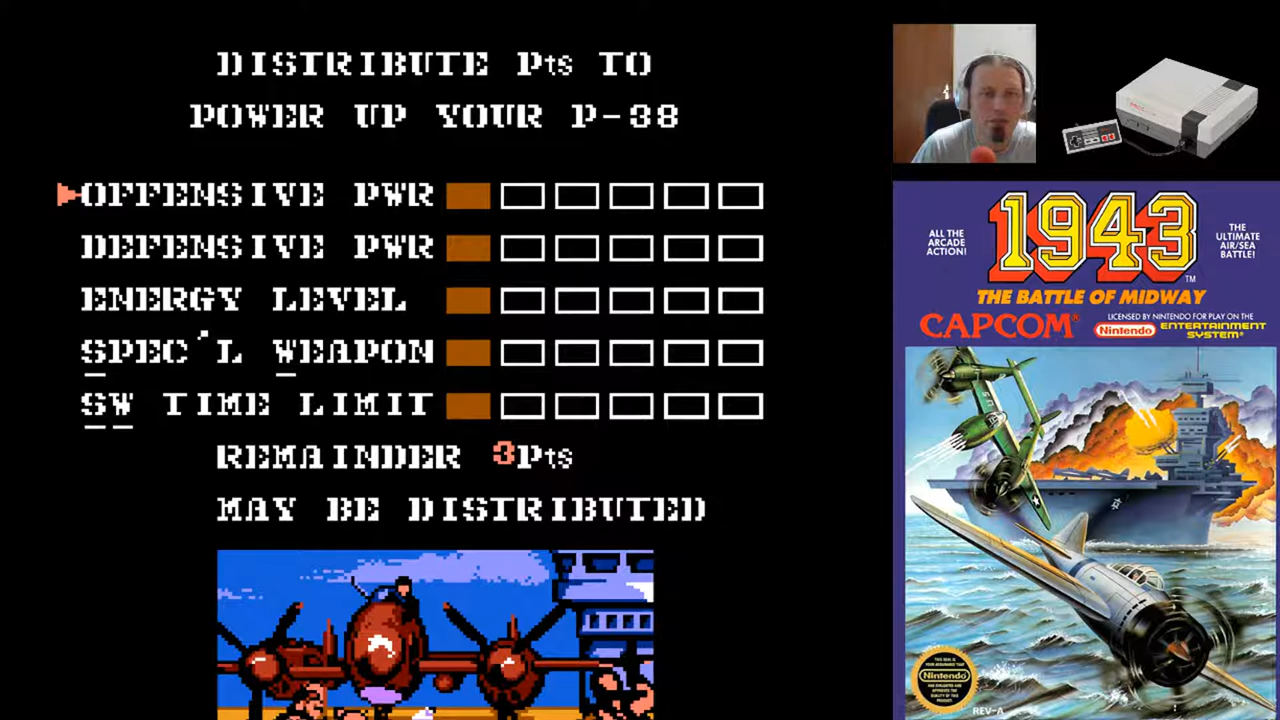 DISTRIBUTE Pts TO
POWER UP YOUR P-38
OFFENSIVE PWR
DEFENSIVE PWR
ENERGY LEVEL
SPEC'L WEAPON
SW TIME LIMIT
REMAINDER 3Pts
MAY BE DISTRIBUTED
ALL THE
ARCADE
ACTION!
1943
TM
THE
ULTIMATE
AIR/SEA
BATTLE!
THE BATTLE OF MIDWAY
CAPCOM®
LICENSED BY NINTENDO FOR PLAY ON THE
Nintendo
ENTERTAINMENT
SYSTEM®
Nintendo
REV-A